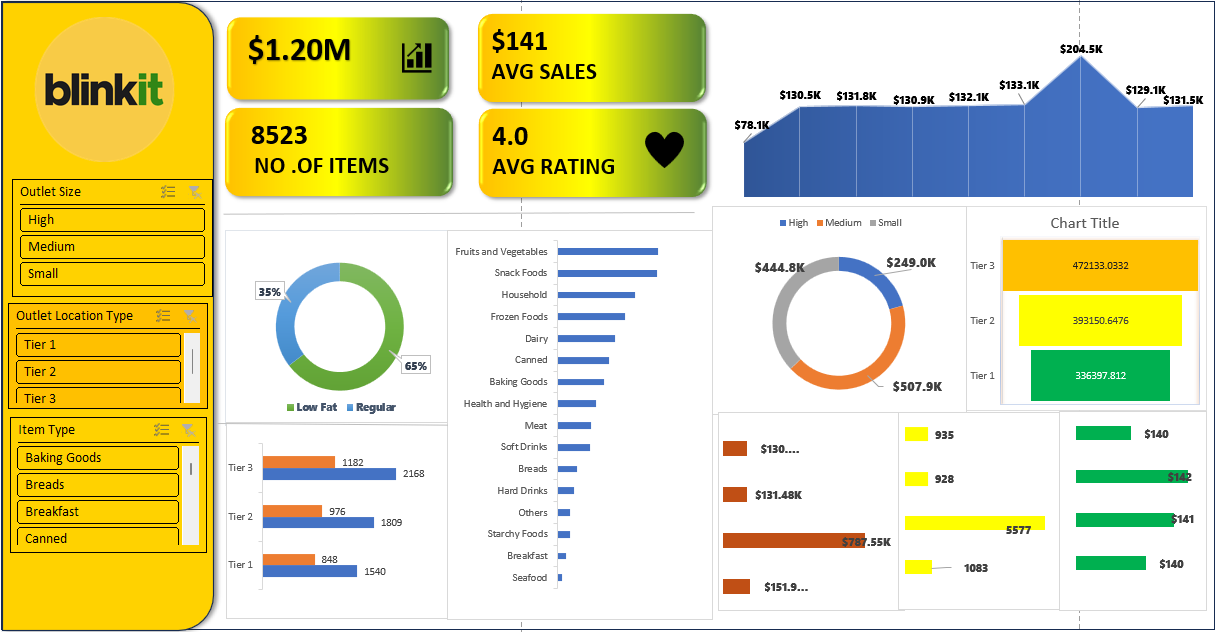 blinkit
$1.20M
$141
AVG SALES
8523
NO .OF ITEMS
4.0
AVG RATING
$78.1K
$130.5K
$131.8K
$130.9K
$132.1K
$133.1K
$204.5K
$129.1K
$131.5K
Outlet Size
High
Medium
Small
Outlet Location Type
Tier 1
Tier 2
Tier 3
Item Type
Baking Goods
Breads
Breakfast
Canned
35%
65%
Low Fat Regular
Tier 3
1182
2168
Tier 2
976
1809
Tier 1
848
1540
Fruits and Vegetables
Snack Foods
Household
Frozen Foods
Dairy
Canned
Baking Goods
Health and Hygiene
Meat
Soft Drinks
Breads
Hard Drinks
Others
Starchy Foods
Breakfast
Seafood
High Medium Small
$444.8K
$249.0K
$507.9K
Chart Title
Tier 3 472133.0332
Tier 2 393150.6476
Tier 1 336397.812
$130....
$131.48K
$787.55K
$151.9...
935
928
5577
1083
$140
$142
$141
$140